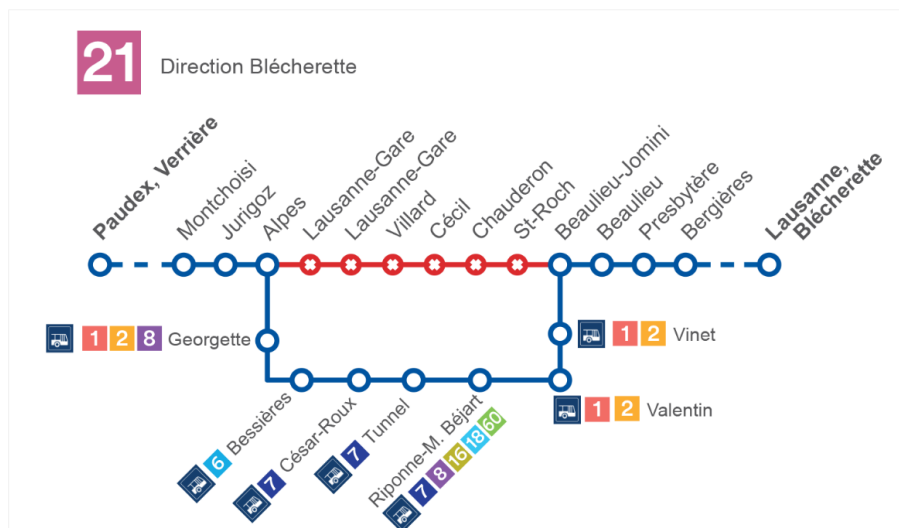 21 Direction Blécherette
Paudex, Verrière
Montchoisi
Jurigoz
Alpes
Lausanne-Gare
Lausanne-Gare
Villard
Cécil
Chauderon
St-Roch
Beaulieu-Jomini
Beaulieu
Presbytère
Bergières
Lausanne,
Blécherette
1 2 8 Georgette
6 Bessières
7 César-Roux
7 Tunnel
Riponne-M. Béjart
7 8 16 18 60
1 2 Vinet
1 2 Valentin